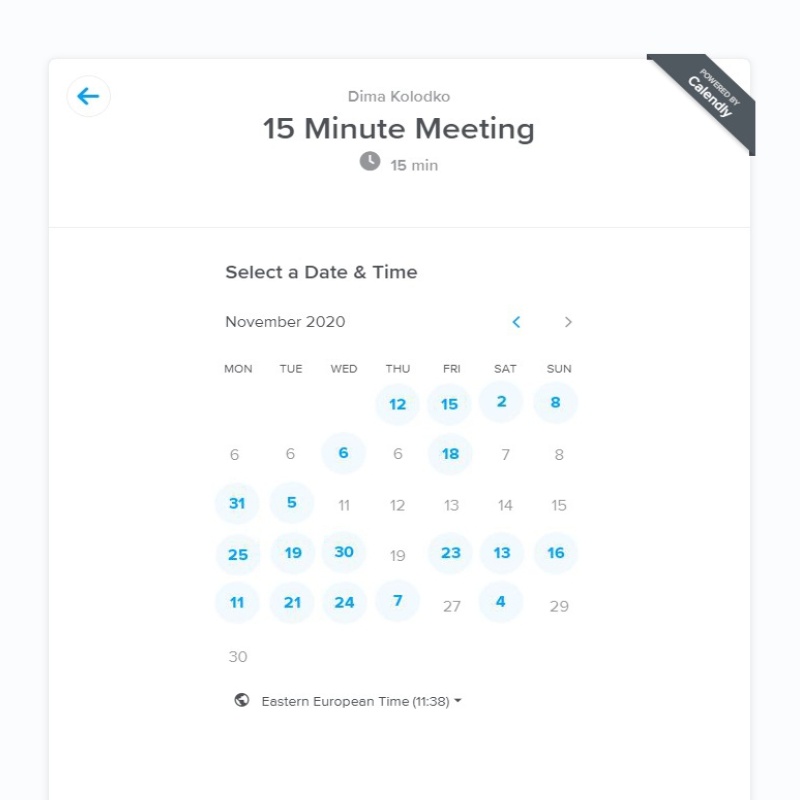 POWERED BY
Calendly
Dima Kolodko
15 Minute Meeting
15 min
Select a Date & Time
November 2020
MON TUE WED THU FRI SAT SUN
12 15 2 8
6 6 6 6 18 7 8
31 5 11 12 13 14 15
25 19 30 19 23 13 16
11 21 24 7 27 4 29
30
Eastern European Time (11:38)